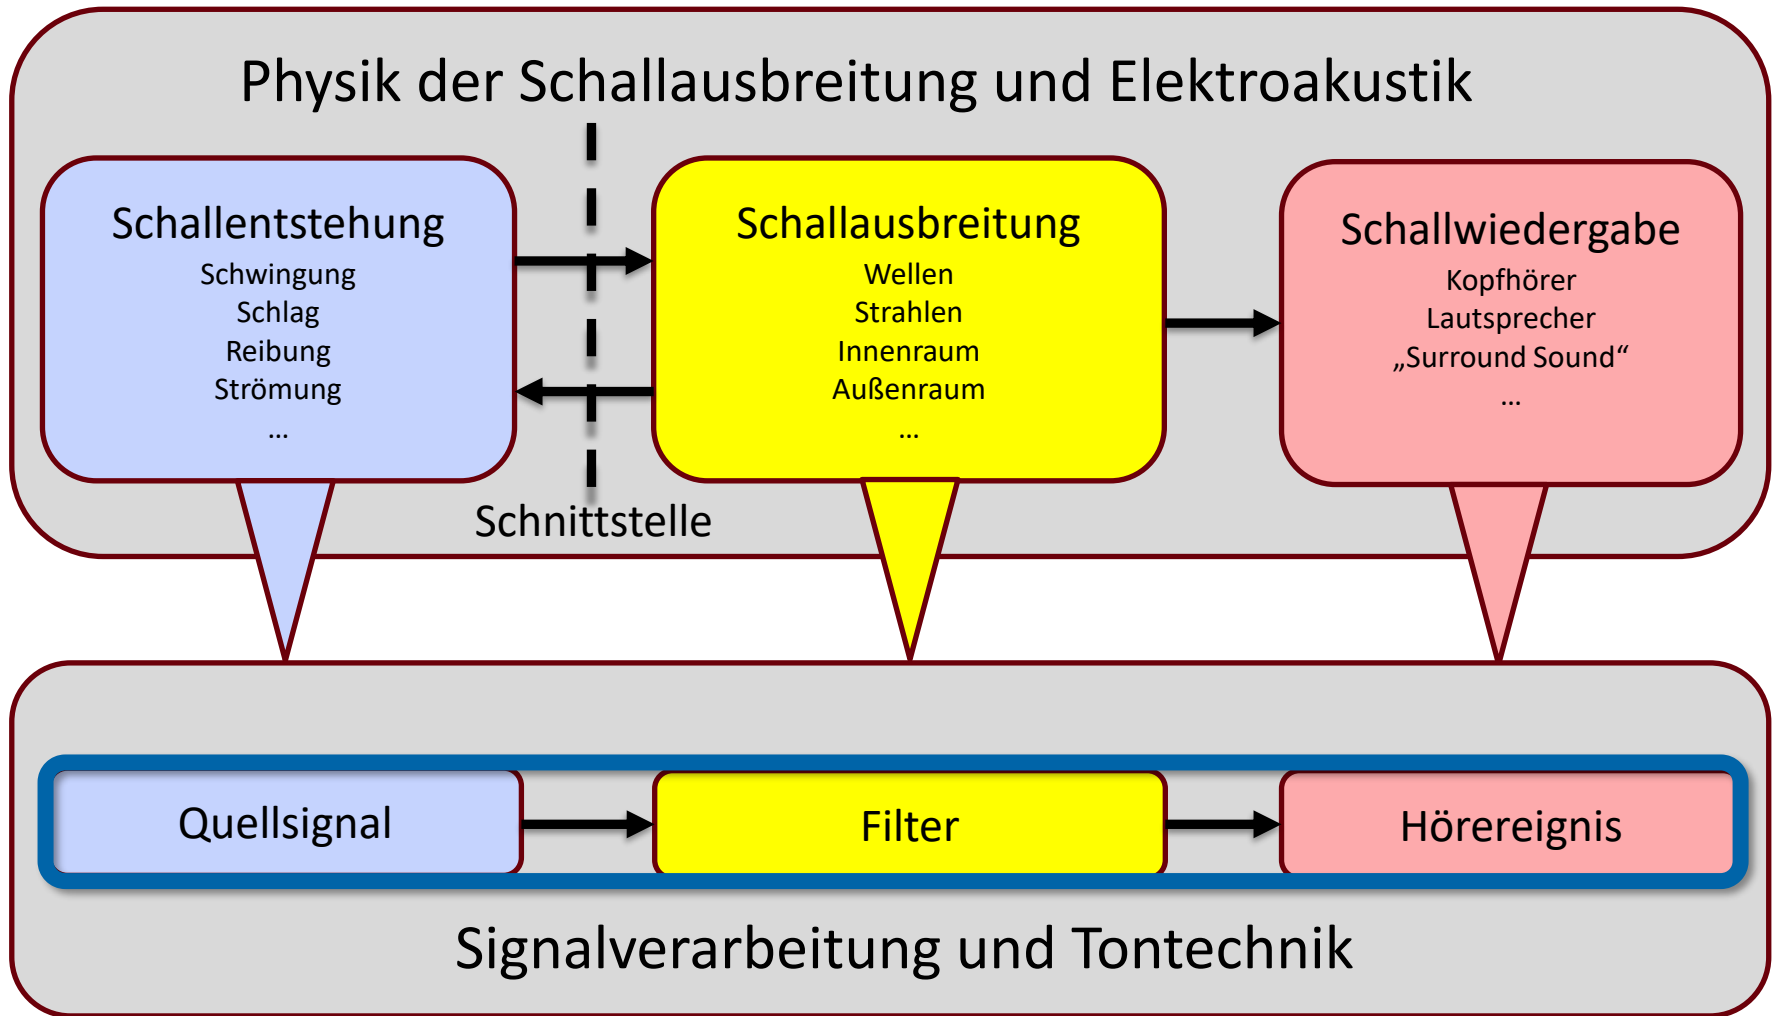 Physik der Schallausbreitung und Elektroakustik
Schallentstehung
Schwingung
Schlag
Reibung
Strömung
...
Schnittstelle
Schallausbreitung
Wellen
Strahlen
Innenraum
Außenraum
...
Schallwiedergabe
Kopfhörer
Lautsprecher
„Surround Sound“
...
Quellsignal
Filter
Hörereignis
Signalverarbeitung und Tontechnik